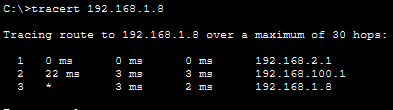 C:\>tracert 192.168.1.8
Tracing route to 192.168.1.8 over a maximum of 30 hops:
1 0 ms 0 ms 0 ms 192.168.2.1
2 22 ms 3 ms 3 ms 192.168.100.1
3 * 3 ms 2 ms 192.168.1.8